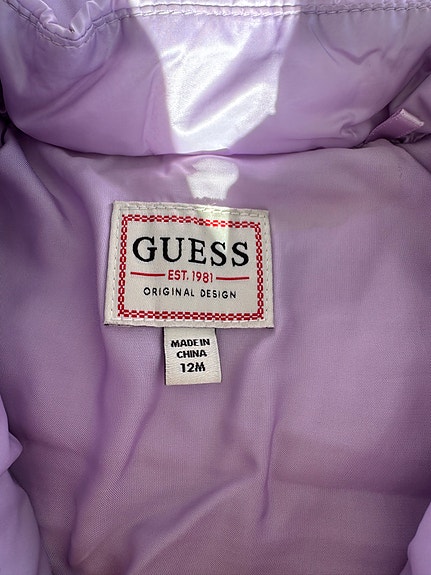 GUESS
EST. 1981
ORIGINAL DESIGN
MADE IN
CHINA
12M